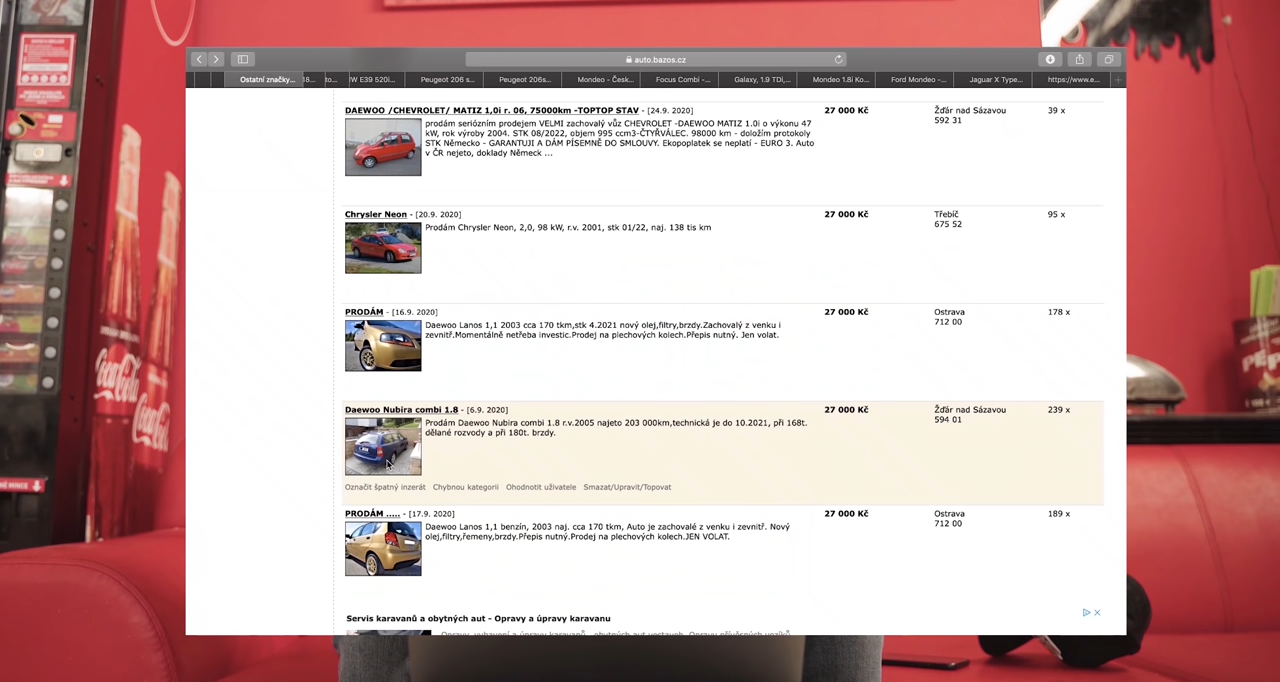 auto.bazos.cz
Ostatní značky...
W E39 520i...
Peugeot 206 s...
Peugeot 206s...
Mondeo - Česk...
Focus Combi -...
Galaxy, 1.9 TDi,...
Mondeo 1.8i Ko...
Ford Mondeo -...
Jaguar X Type...
https://www.e...
DAEWOO /CHEVROLET/ MATIZ 1,0i r. 06, 75000km -TOPTOP STAV - [24.9. 2020]
27 000 Kč
Žďár nad Sázavou
592 31
39 x
prodám seriózním prodejem VELMI zachovalý vůz CHEVROLET -DAEWOO MATIZ 1.0i o výkonu 47
kW, rok výroby 2004. STK 08/2022, objem 995 ccm3-ČTYŘVÁLEC. 98000 km - doložím protokoly
STK Německo - GARANTUJI A DÁM PÍSEMNĚ DO SMLOUVY. Ekopoplatek se neplatí - EURO 3. Auto
v ČR nejeto, doklady Německ ...
Chrysler Neon - [20.9. 2020]
27 000 Kč
Třebíč
675 52
95 x
Prodám Chrysler Neon, 2,0, 98 kW, r.v. 2001, stk 01/22, naj. 138 tis km
PRODÁM - [16.9. 2020]
27 000 Kč
Ostrava
712 00
178 x
Daewoo Lanos 1,1 2003 cca 170 tkm,stk 4.2021 nový olej,filtry,brzdy.Zachovalý z venku i
zevnitř.Momentálně netřeba investic.Prodej na plechových kolech.Přepis nutný. Jen volat.
Daewoo Nubira combi 1.8 - [6.9. 2020]
27 000 Kč
Žďár nad Sázavou
594 01
239 x
Prodám Daewoo Nubira combi 1.8 r.v.2005 najeto 203 000km,technická je do 10.2021, při 168t.
dělané rozvody a při 180t. brzdy.
Označit špatný inzerát Chybnou kategorii Ohodnotit uživatele Smazat/Upravit/Topovat
PRODÁM ..... - [17.9. 2020]
27 000 Kč
Ostrava
712 00
189 x
Daewoo Lanos 1,1 benzín, 2003 naj. cca 170 tkm, Auto je zachovalé z venku i zevnitř. Nový
olej,filtry,řemeny,brzdy.Přepis nutný.Prodej na plechových kolech.JEN VOLAT.
Servis karavanů a obytných aut - Opravy a úpravy karavanu
Coca-Cola
Coca-Cola